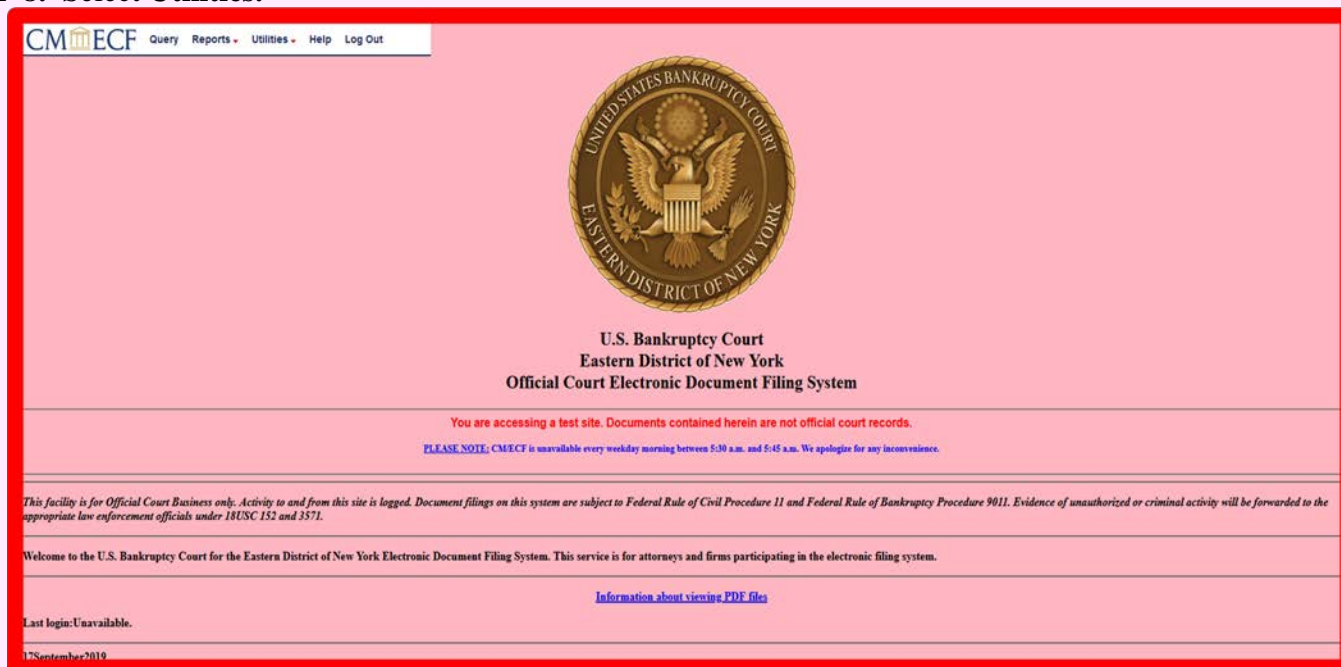 8. Select Utilities.
CM ECF Query Reports Utilities Help Log Out
UNITED STATES BANKRUPTCY COURT
EASTERN DISTRICT OF NEW YORK
U.S. Bankruptcy Court
Eastern District of New York
Official Court Electronic Document Filing System
You are accessing a test site. Documents contained herein are not official court records.
PLEASE NOTE: CM/ECF is unavailable every weekday morning between 5:30 a.m. and 5:45 a.m. We apologize for any inconvenience.
This facility is for Official Court Business only. Activity to and from this site is logged. Document filings on this system are subject to Federal Rule of Civil Procedure 11 and Federal Rule of Bankruptcy Procedure 9011. Evidence of unauthorized or criminal activity will be forwarded to the
appropriate law enforcement officials under 18USC 152 and 3571.
Welcome to the U.S. Bankruptcy Court for the Eastern District of New York Electronic Document Filing System. This service is for attorneys and firms participating in the electronic filing system.
Information about viewing PDF files
Last login:Unavailable.
17September2019